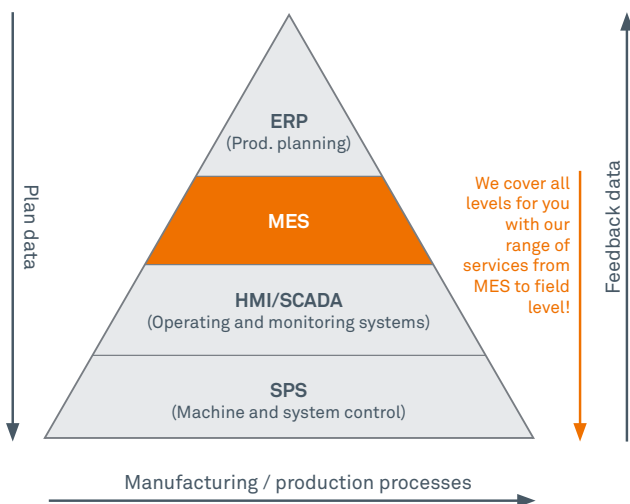 ERP
(Prod. planning)
MES
HMI/SCADA
(Operating and monitoring systems)
SPS
(Machine and system control)
Plan data
We cover all
levels for you
with our
range of
services from
MES to field
level!
Feedback data
Manufacturing / production processes